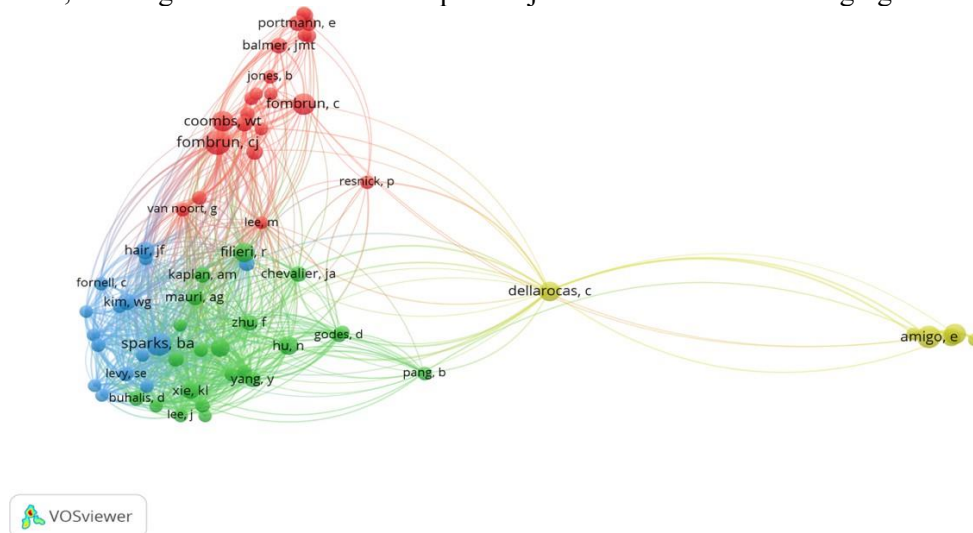 portmann, e
balmer, jmt
jones, b
fombrun, c
coombs, wt
fombrun, cj
resnick, p
van noort, g
lee, m
hair, jf
filieri, r
fornell, c
kaplan, am
chevalier, ja
dellarocas, c
kim, wg
mauri, ag
zhu, f
godes, d
amigo, e
sparks, ba
hu, n
levy, se
yang, y
pang, b
buhalis, d
xie, kl
lee, j
VOSviewer